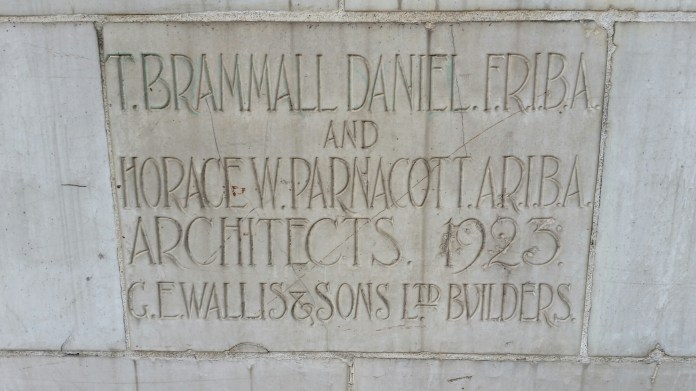 T. BRAMMALL DANIEL. F.R.I.B.A.
AND
HORACE W. PARNACOTT. A.R.I.B.A.
ARCHITECTS. 1923.
G. E. WALLIS & SONS LTD BUILDERS.